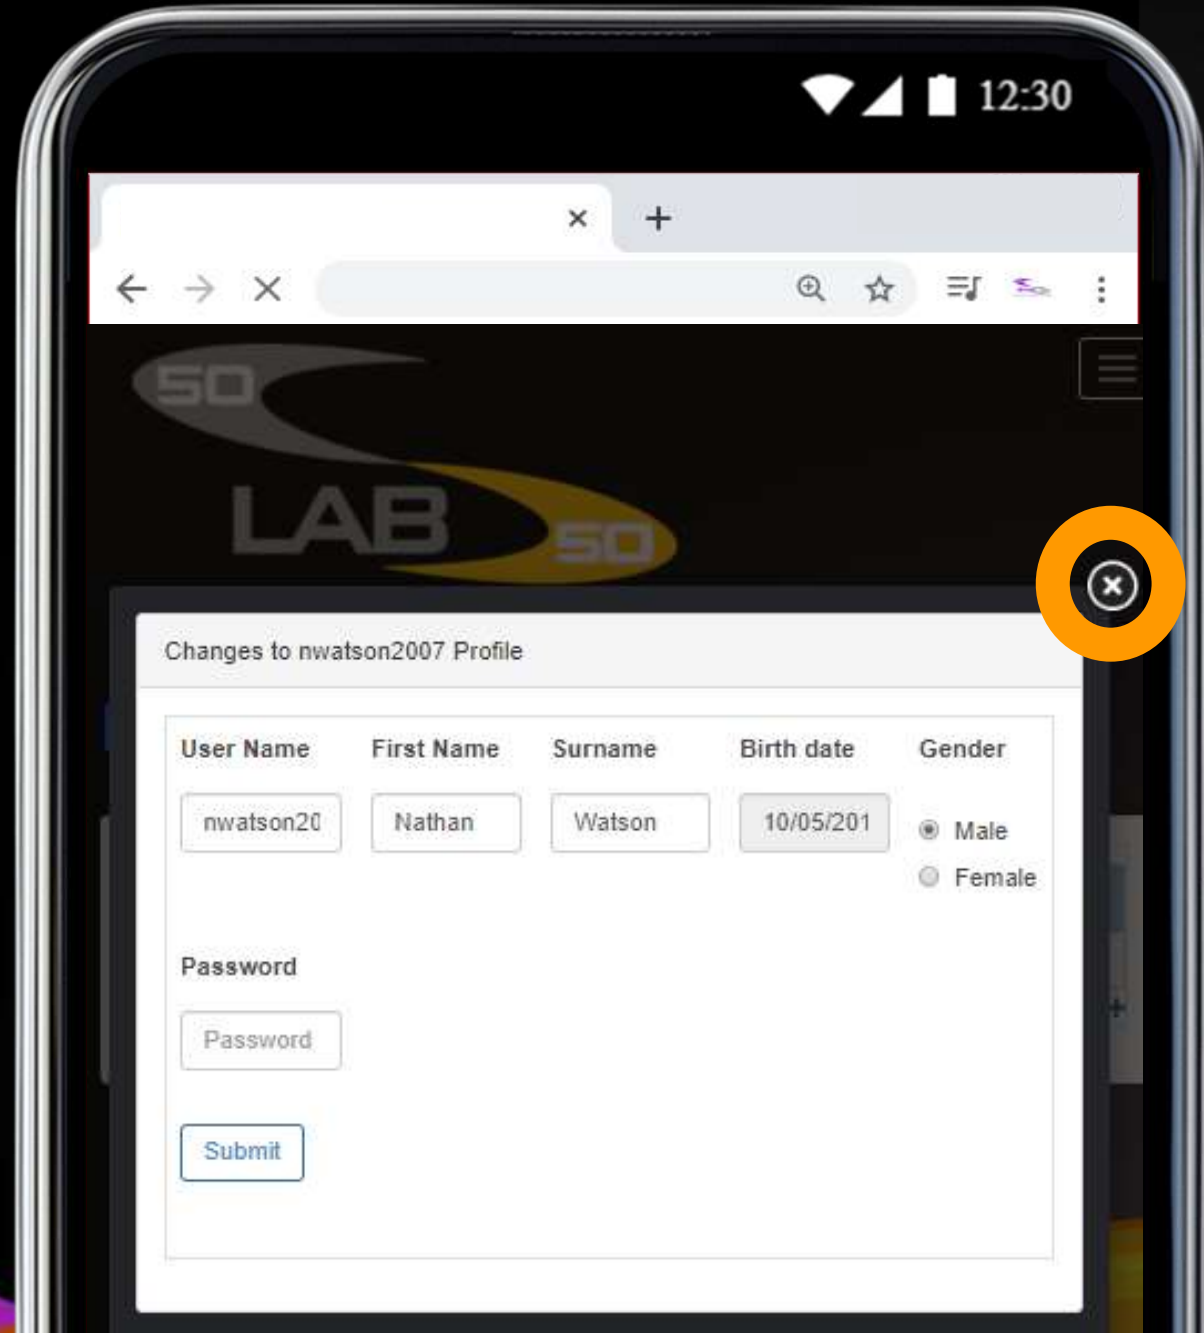 12:30
50
LAB
50
Changes to nwatson2007 Profile
User Name First Name Surname Birth date Gender
nwatson20 Nathan Watson 10/05/201 Male
Female
Password
Password
Submit